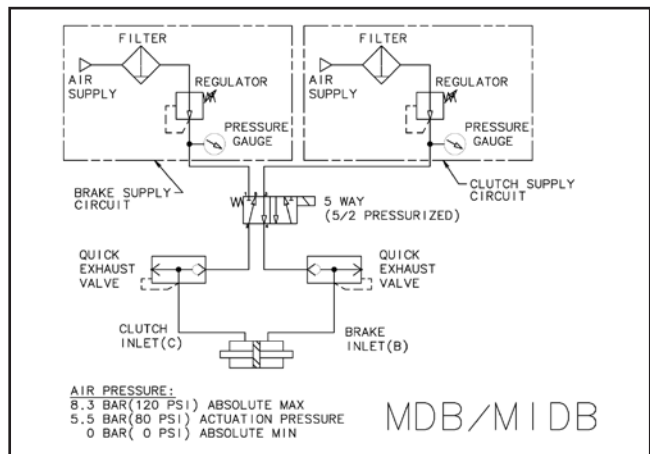 FILTER
AIR
SUPPLY
REGULATOR
PRESSURE
GAUGE
BRAKE SUPPLY
CIRCUIT
FILTER
AIR
SUPPLY
REGULATOR
PRESSURE
GAUGE
CLUTCH SUPPLY
CIRCUIT
5 WAY
(5/2 PRESSURIZED)
QUICK
EXHAUST
VALVE
QUICK
EXHAUST
VALVE
CLUTCH
INLET(C)
BRAKE
INLET(B)
AIR PRESSURE:
8.3 BAR(120 PSI) ABSOLUTE MAX
5.5 BAR(80 PSI) ACTUATION PRESSURE
0 BAR( 0 PSI) ABSOLUTE MIN
MDB/MIDB